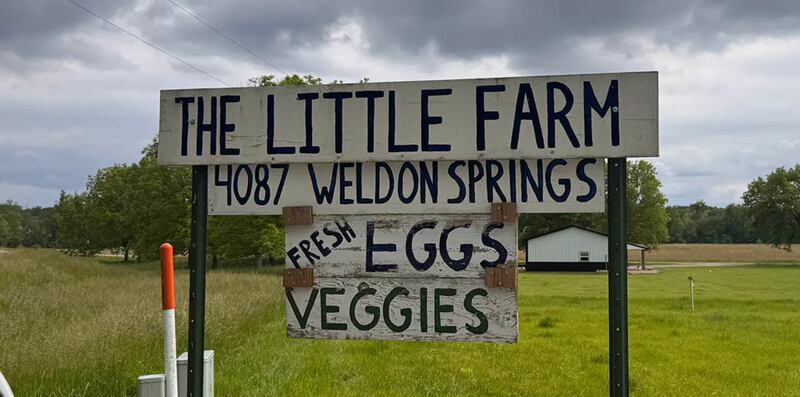 THE LITTLE FARM
4087 WELDON SPRINGS
FRESH EGGS
VEGGIES